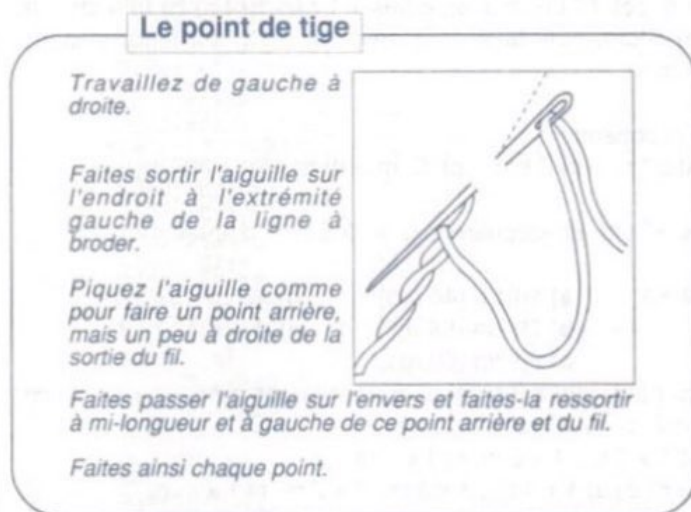 Le point de tige
Travaillez de gauche à
droite.
Faites sortir l'aiguille sur
l'endroit à l'extrémité
gauche de la ligne à
broder.
Piquez l'aiguille comme
pour faire un point arrière,
mais un peu à droite de la
sortie du fil.
Faites passer l'aiguille sur l'envers et faites-la ressortir
à mi-longueur et à gauche de ce point arrière et du fil.
Faites ainsi chaque point.